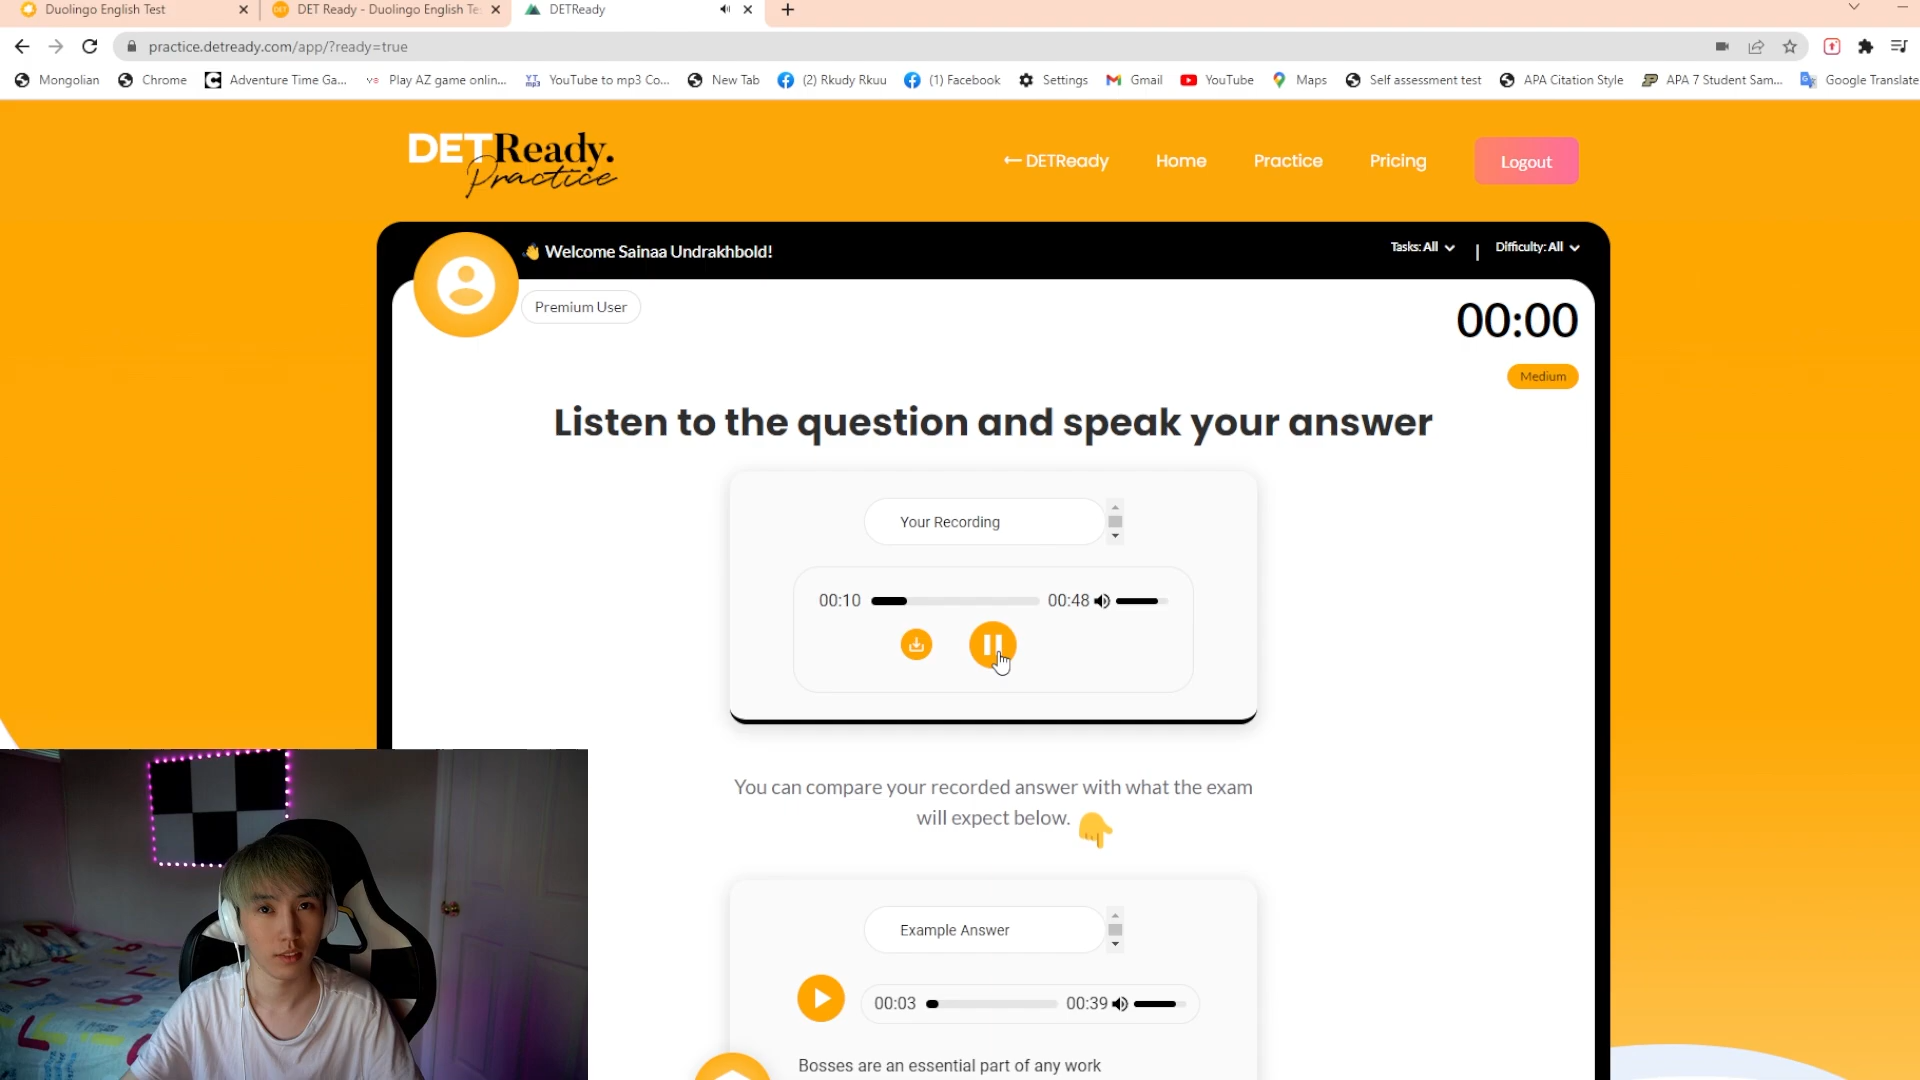 Duolingo English Test
DET Ready - Duolingo English Te
DETReady
practice.detready.com/app/?ready=true
Mongolian
Chrome
Adventure Time Ga...
Play AZ game onlin...
YouTube to mp3 Co...
New Tab
(2) Rkudy Rkuu
(1) Facebook
Settings
Gmail
YouTube
Maps
Self assessment test
APA Citation Style
APA 7 Student Sam...
Google Translate
DETReady.
Practice
← DETReady
Home
Practice
Pricing
Logout
Welcome Sainaa Undrakhbold!
Tasks: All
|
Difficulty: All
Premium User
00:00
Medium
Listen to the question and speak your answer
Your Recording
00:10
00:48
You can compare your recorded answer with what the exam
will expect below.
Example Answer
00:03
00:39
Bosses are an essential part of any work